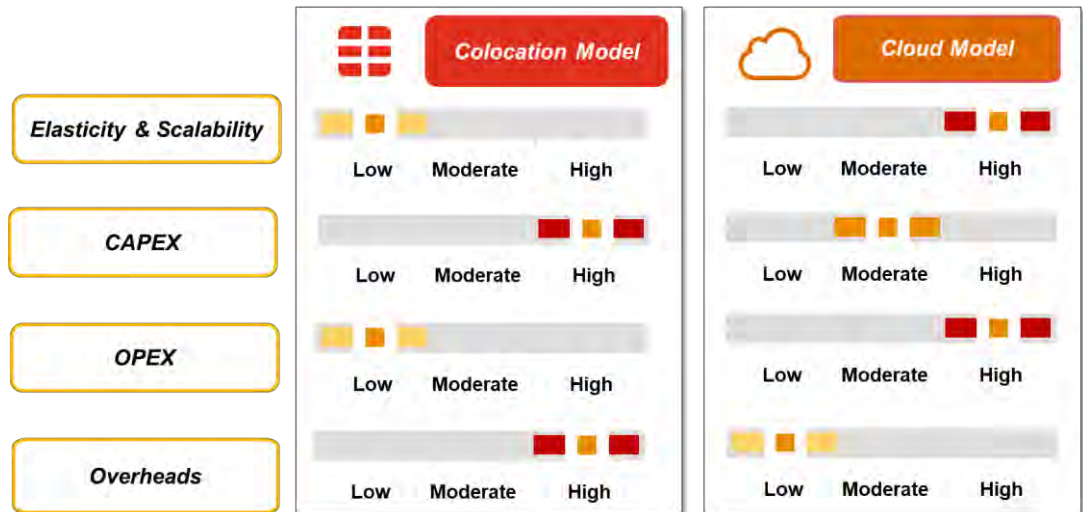 Colocation Model
Cloud Model
Elasticity & Scalability
Low Moderate High
Low Moderate High
CAPEX
Low Moderate High
Low Moderate High
OPEX
Low Moderate High
Low Moderate High
Overheads
Low Moderate High
Low Moderate High